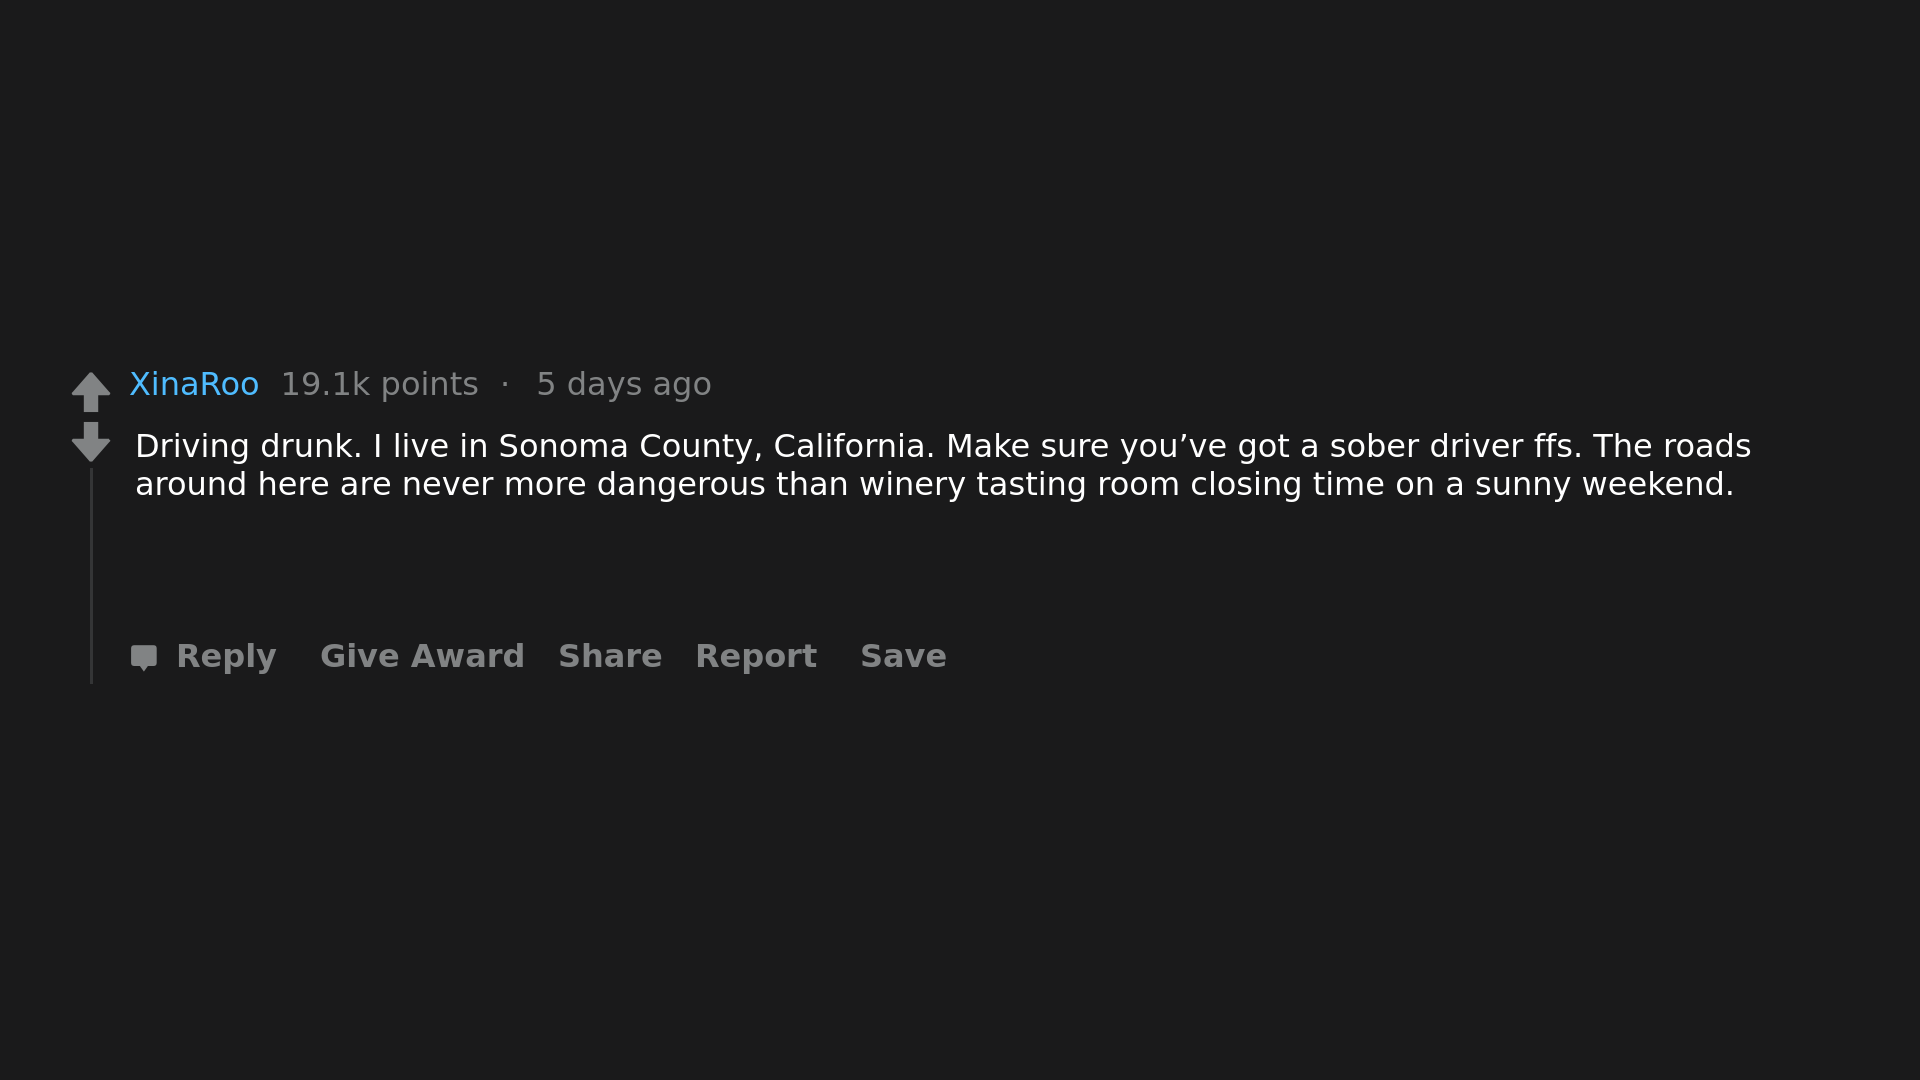 XinaRoo 19.1k points · 5 days ago
Driving drunk. I live in Sonoma County, California. Make sure you’ve got a sober driver ffs. The roads
around here are never more dangerous than winery tasting room closing time on a sunny weekend.
Reply Give Award Share Report Save